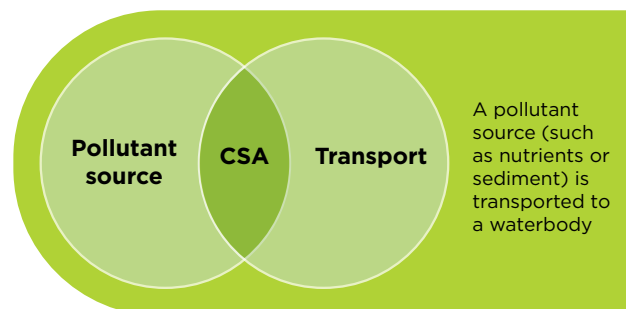 Pollutant
source
CSA
Transport
A pollutant
source (such
as nutrients or
sediment) is
transported to
a waterbody